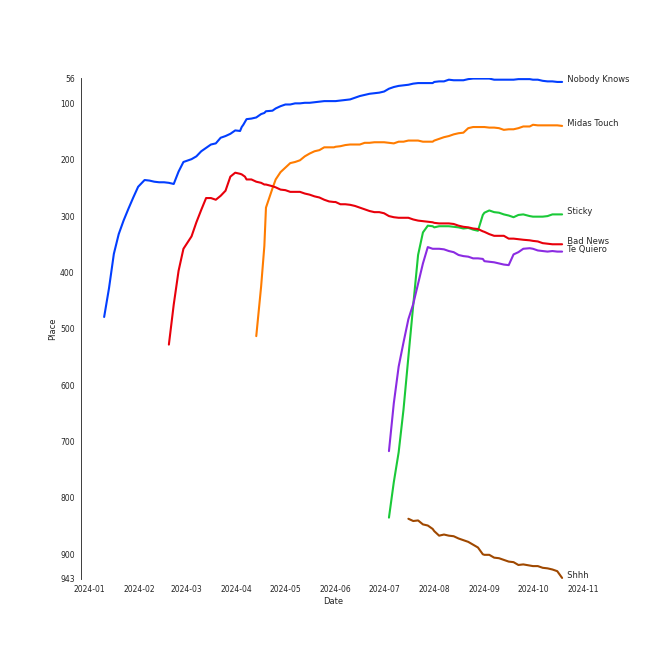 56
100
200
300
400
500
600
700
800
900
943
Place
2024-01
2024-02
2024-03
2024-04
2024-05
2024-06
2024-07
2024-08
2024-09
2024-10
2024-11
Date
Nobody Knows
Midas Touch
Sticky
Bad News
Te Quiero
Shhh